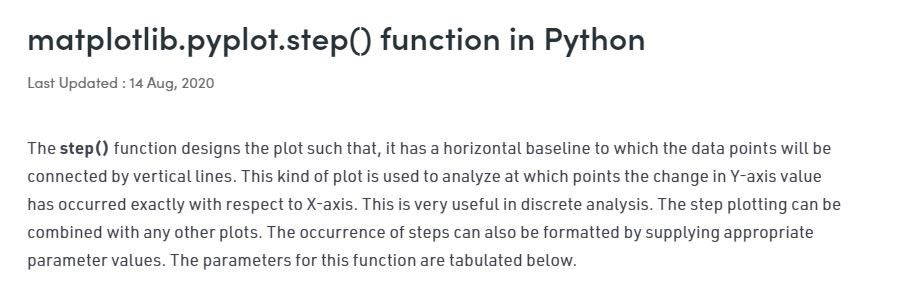 matplotlib.pyplot.step() function in Python
Last Updated : 14 Aug, 2020
The step() function designs the plot such that, it has a horizontal baseline to which the data points will be
connected by vertical lines. This kind of plot is used to analyze at which points the change in Y-axis value
has occurred exactly with respect to X-axis. This is very useful in discrete analysis. The step plotting can be
combined with any other plots. The occurrence of steps can also be formatted by supplying appropriate
parameter values. The parameters for this function are tabulated below.